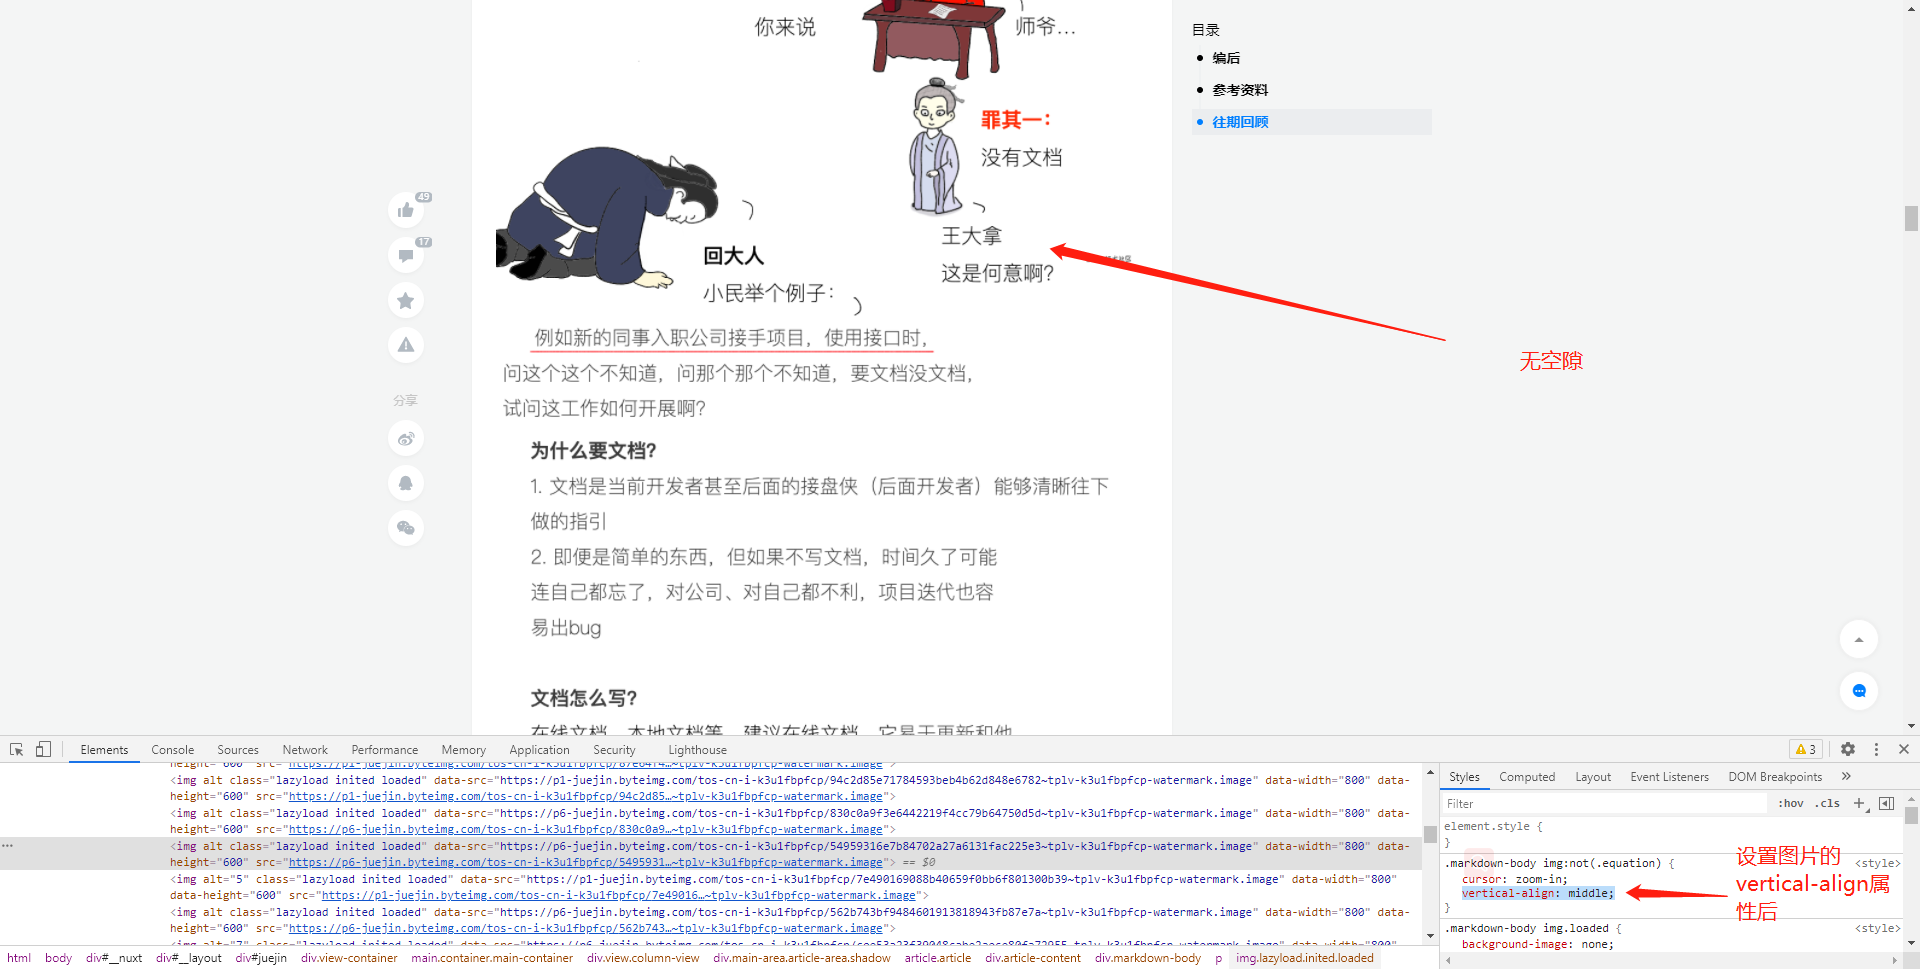 你来说
师爷...
罪其一：
没有文档
王大拿
这是何意啊？
回大人
小民举个例子：
例如新的同事入职公司接手项目，使用接口时，
问这个这个不知道，问那个那个不知道，要文档没文档，
试问这工作如何开展啊？
为什么要文档？
1. 文档是当前开发者甚至后面的接盘侠（后面开发者）能够清晰往下
做的指引
2. 即便是简单的东西，但如果不写文档，时间久了可能
连自己都忘了，对公司、对自己都不利，项目迭代也容
易出bug
文档怎么写？
在线文档、本地文档等，建议在线文档，它易于更新和他
49
17
分享
目录
编后
参考资料
往期回顾
无空隙
Elements Console Sources Network Performance Memory Application Security Lighthouse
3
<img alt class="lazyload inited loaded" data-src="https://p1-juejin.byteimg.com/tos-cn-i-k3u1fbpfcp/94c2d85e71784593beb4b62d848e6782~tplv-k3u1fbpfcp-watermark.image" data-width="800" data-
height="600" src="https://p1-juejin.byteimg.com/tos-cn-i-k3u1fbpfcp/94c2d85…~tplv-k3u1fbpfcp-watermark.image">
<img alt class="lazyload inited loaded" data-src="https://p6-juejin.byteimg.com/tos-cn-i-k3u1fbpfcp/830c0a9f3e6442219f4cc79b64750d5d~tplv-k3u1fbpfcp-watermark.image" data-width="800" data-
height="600" src="https://p6-juejin.byteimg.com/tos-cn-i-k3u1fbpfcp/830c0a9…~tplv-k3u1fbpfcp-watermark.image">
<img alt class="lazyload inited loaded" data-src="https://p6-juejin.byteimg.com/tos-cn-i-k3u1fbpfcp/54959316e7b84702a27a6131fac225e3~tplv-k3u1fbpfcp-watermark.image" data-width="800" data-
height="600" src="https://p6-juejin.byteimg.com/tos-cn-i-k3u1fbpfcp/5495931…~tplv-k3u1fbpfcp-watermark.image"> == $0
<img alt="5" class="lazyload inited loaded" data-src="https://p1-juejin.byteimg.com/tos-cn-i-k3u1fbpfcp/7e490169088b40659f0bb6f801300b39~tplv-k3u1fbpfcp-watermark.image" data-width="800"
data-height="600" src="https://p1-juejin.byteimg.com/tos-cn-i-k3u1fbpfcp/7e49016…~tplv-k3u1fbpfcp-watermark.image">
<img alt class="lazyload inited loaded" data-src="https://p6-juejin.byteimg.com/tos-cn-i-k3u1fbpfcp/562b743bf9484601913818943fb87e7a~tplv-k3u1fbpfcp-watermark.image" data-width="800" data-
height="600" src="https://p6-juejin.byteimg.com/tos-cn-i-k3u1fbpfcp/562b743…~tplv-k3u1fbpfcp-watermark.image">
html body div#__nuxt div#__layout div#juejin div.view-container main.container.main-container div.view.column-view div.main-area.article-area.shadow article.article div.article-content div.markdown-body p img.lazyload.inited.loaded
Styles Computed Layout Event Listeners DOM Breakpoints
Filter :hov .cls
element.style {
}
.markdown-body img:not(.equation) { <style>
cursor: zoom-in;
vertical-align: middle;
}
设置图片的
vertical-align属
性后
.markdown-body img.loaded { <style>
background-image: none;